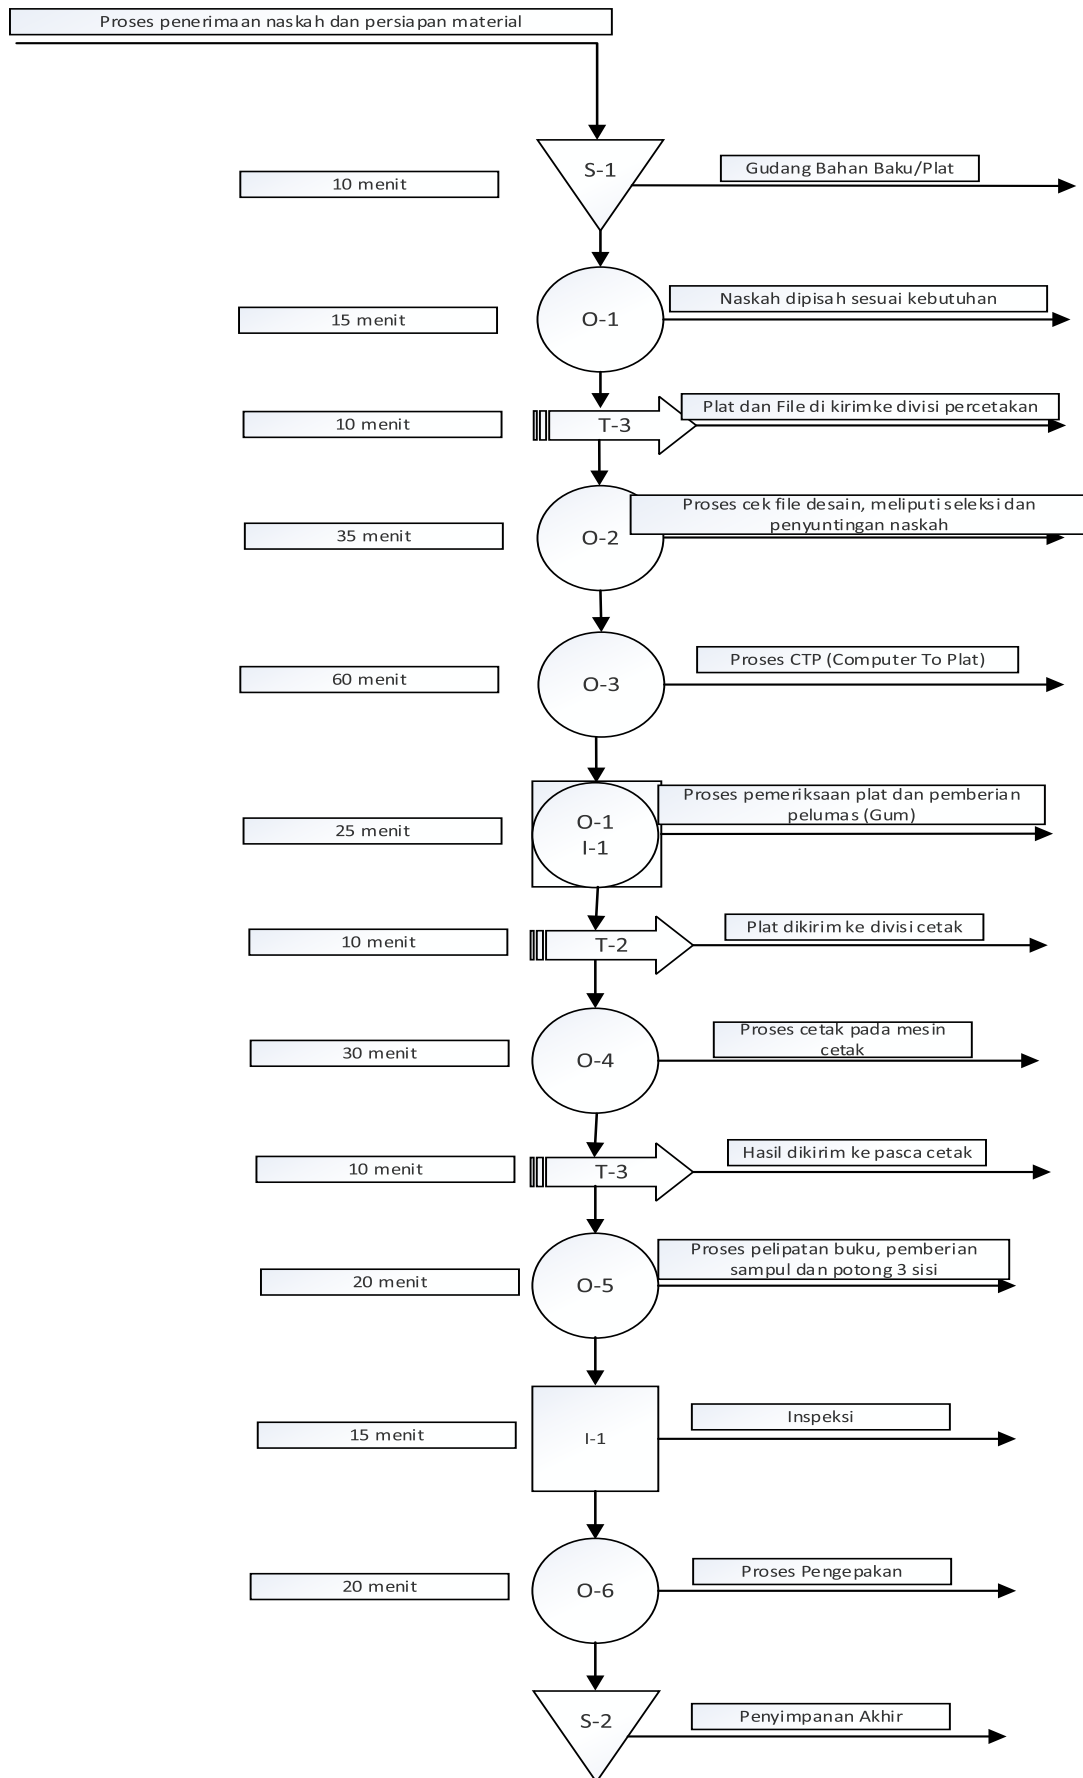 Proses penerimaan naskah dan persiapan material
10 menit
S-1
Gudang Bahan Baku/Plat
15 menit
O-1
Naskah dipisah sesuai kebutuhan
10 menit
T-3
Plat dan File di kirim ke divisi percetakan
35 menit
O-2
Proses cek file desain, meliputi seleksi dan
penyuntingan naskah
60 menit
O-3
Proses CTP (Computer To Plat)
25 menit
O-1
I-1
Proses pemeriksaan plat dan pemberian
pelumas (Gum)
10 menit
T-2
Plat dikirim ke divisi cetak
30 menit
O-4
Proses cetak pada mesin
cetak
10 menit
T-3
Hasil dikirim ke pasca cetak
20 menit
O-5
Proses pelipatan buku, pemberian
sampul dan potong 3 sisi
15 menit
I-1
Inspeksi
20 menit
O-6
Proses Pengepakan
S-2
Penyimpanan Akhir